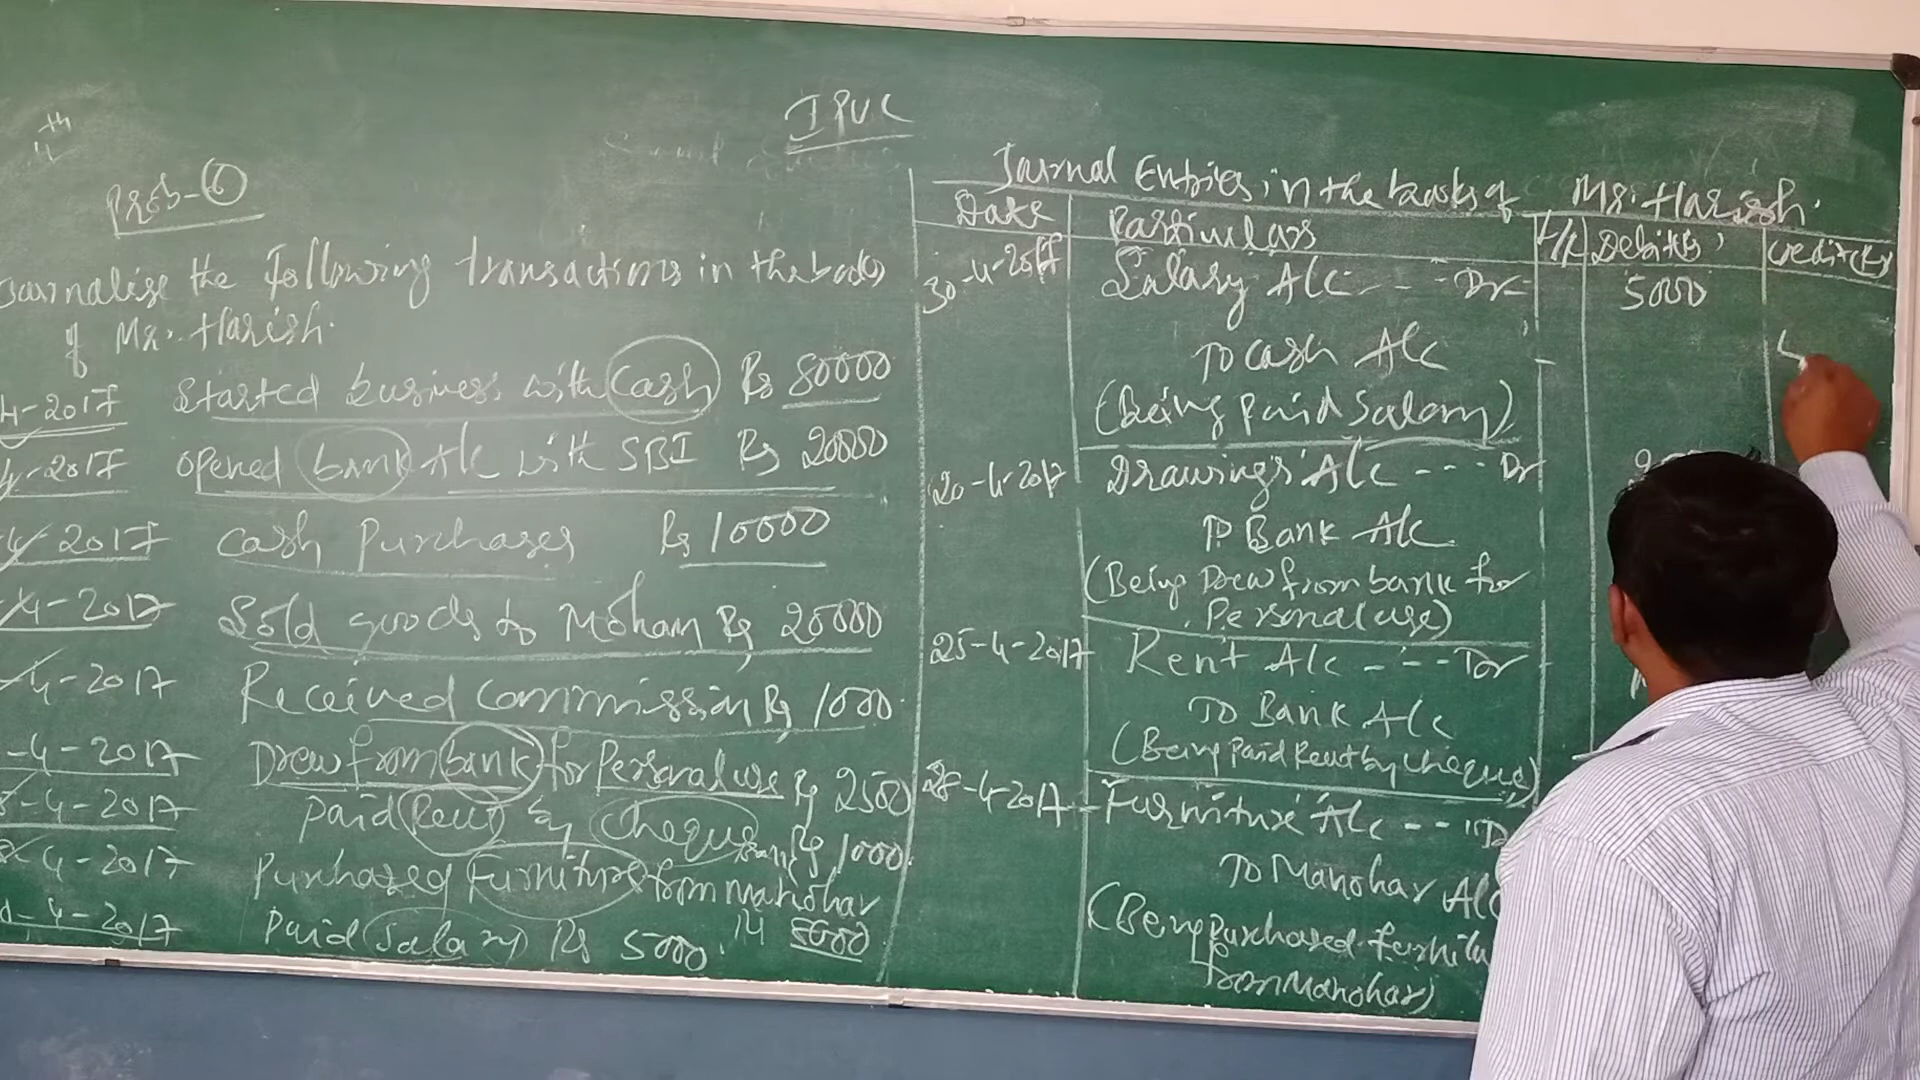 I PUC
Prob-6
Journalise the following transactions in the books
of Mr. Harish.
4-2017 Started business with cash Rs 80000
4-2017 opened bank A/c with SBI Rs 20000
4-2017 Cash Purchases Rs 10000
4-2017 Sold goods to Mohan Rs 20000
4-2017 Received commission Rs 1000
-4-2017 Drew from bank for Personal use Rs 2500
-4-2017 Paid Rent by cheque Rs 1000
4-2017 Purchased Furniture from Manohar
-4-2017 Paid Salary Rs 5000. 8000
Journal Entries in the books of Mr. Harish.
Date Particulars L/F Debit Credit
30-4-2017 Salary A/c --- Dr 5000
To cash A/c
(Being paid Salary)
20-4-2017 Drawings A/c --- Dr
To Bank A/c
(Being Drew from bank for
Personal use)
25-4-2017 Rent A/c --- Dr
To Bank A/c
(Being Paid Rent by cheque)
28-4-2017 Furniture A/c ---
To Manohar A/c
(Being Purchased
from Manohar)